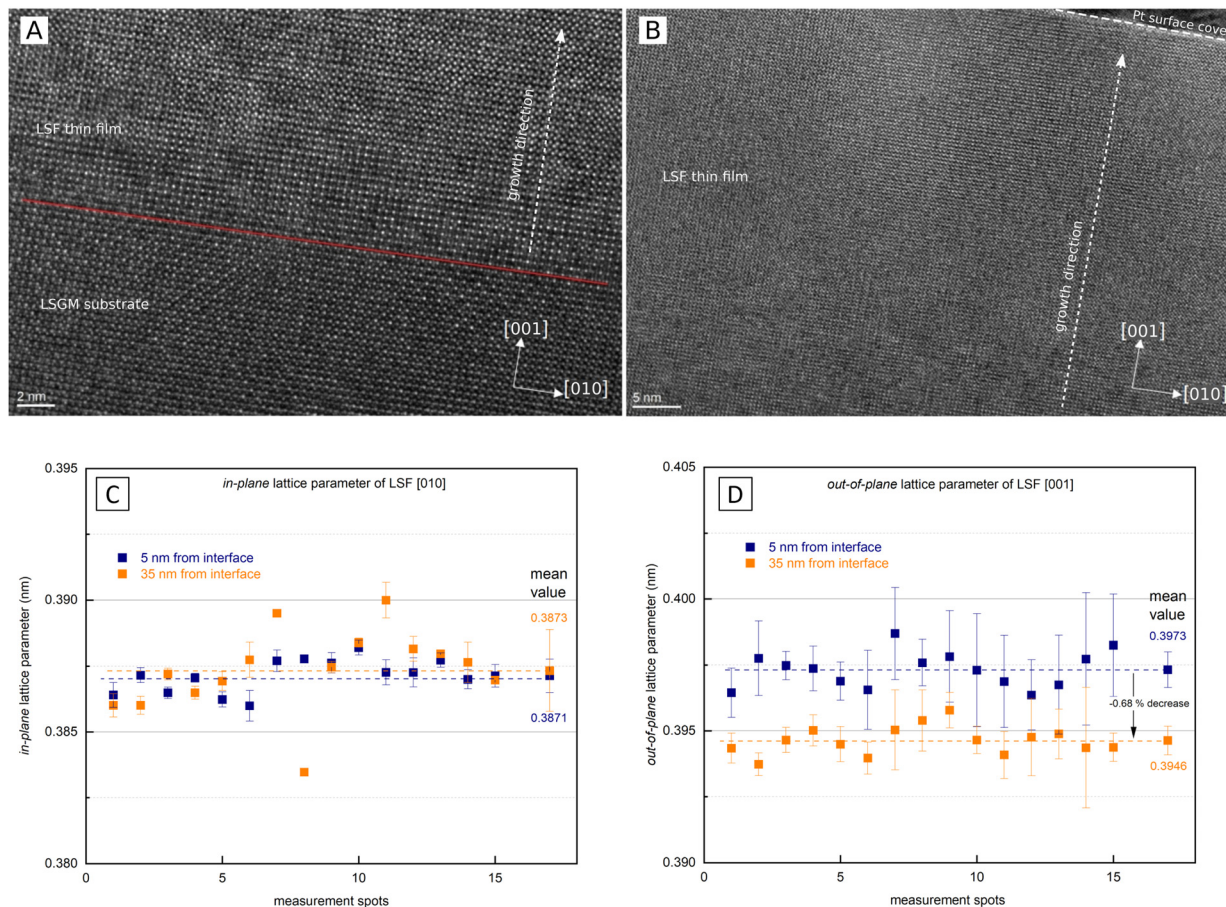 A
LSF thin film
growth direction
LSGM substrate
[001]
[010]
2 nm
B
Pt surface cover
LSF thin film
growth direction
[001]
[010]
5 nm
C
in-plane lattice parameter of LSF [010]
5 nm from interface
35 nm from interface
mean
value
0.3873
0.3871
0.395
0.390
0.385
0.380
in-plane lattice parameter (nm)
0
5
10
15
measurement spots
D
out-of-plane lattice parameter of LSF [001]
5 nm from interface
35 nm from interface
mean
value
0.3973
-0.68 % decrease
0.3946
0.405
0.400
0.395
0.390
out-of-plane lattice parameter (nm)
0
5
10
15
measurement spots